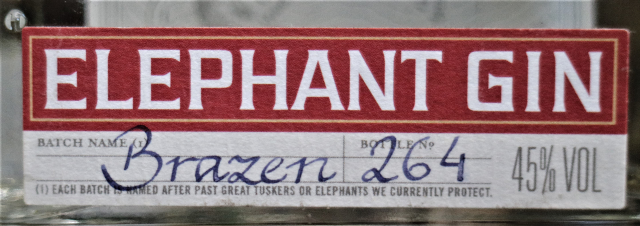 ELEPHANT GIN
BATCH NAME (1) BOTTLE Nº
Brazen 264 45% VOL
(1) EACH BATCH IS NAMED AFTER PAST GREAT TUSKERS OR ELEPHANTS WE CURRENTLY PROTECT.